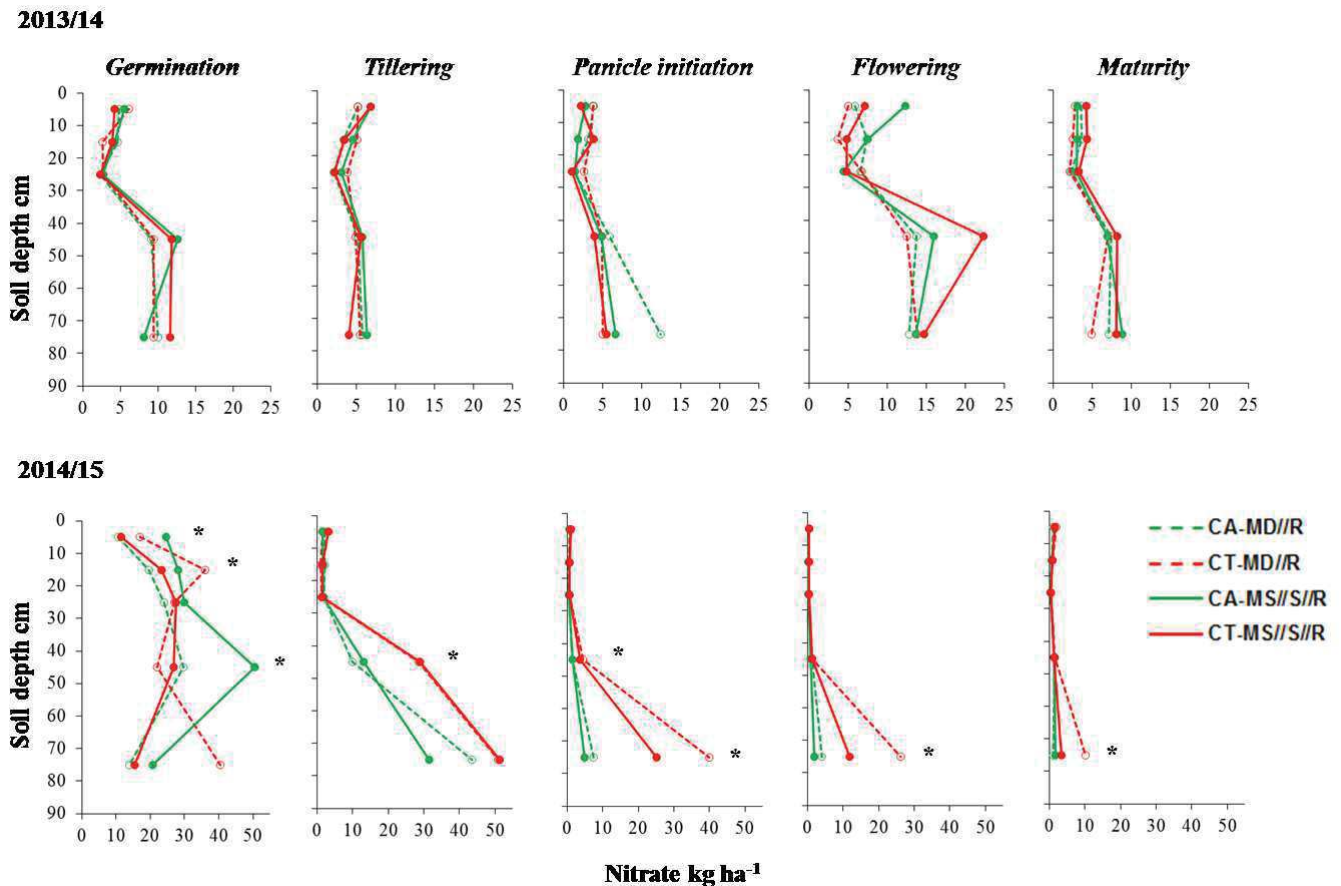 2013/14
Germination Tillering Panicle initiation Flowering Maturity
Soil depth cm
0
10
20
30
40
50
60
70
80
90
0 5 10 15 20 25
0 5 10 15 20 25
0 5 10 15 20 25
0 5 10 15 20 25
0 5 10 15 20 25
2014/15
Soil depth cm
0
10
20
30
40
50
60
70
80
90
*
*
*
*
*
*
*
*
CA-MD//R
CT-MD//R
CA-MS//S//R
CT-MS//S//R
0 10 20 30 40 50
0 10 20 30 40 50
0 10 20 30 40 50
0 10 20 30 40 50
0 10 20 30 40 50
Nitrate kg ha⁻¹